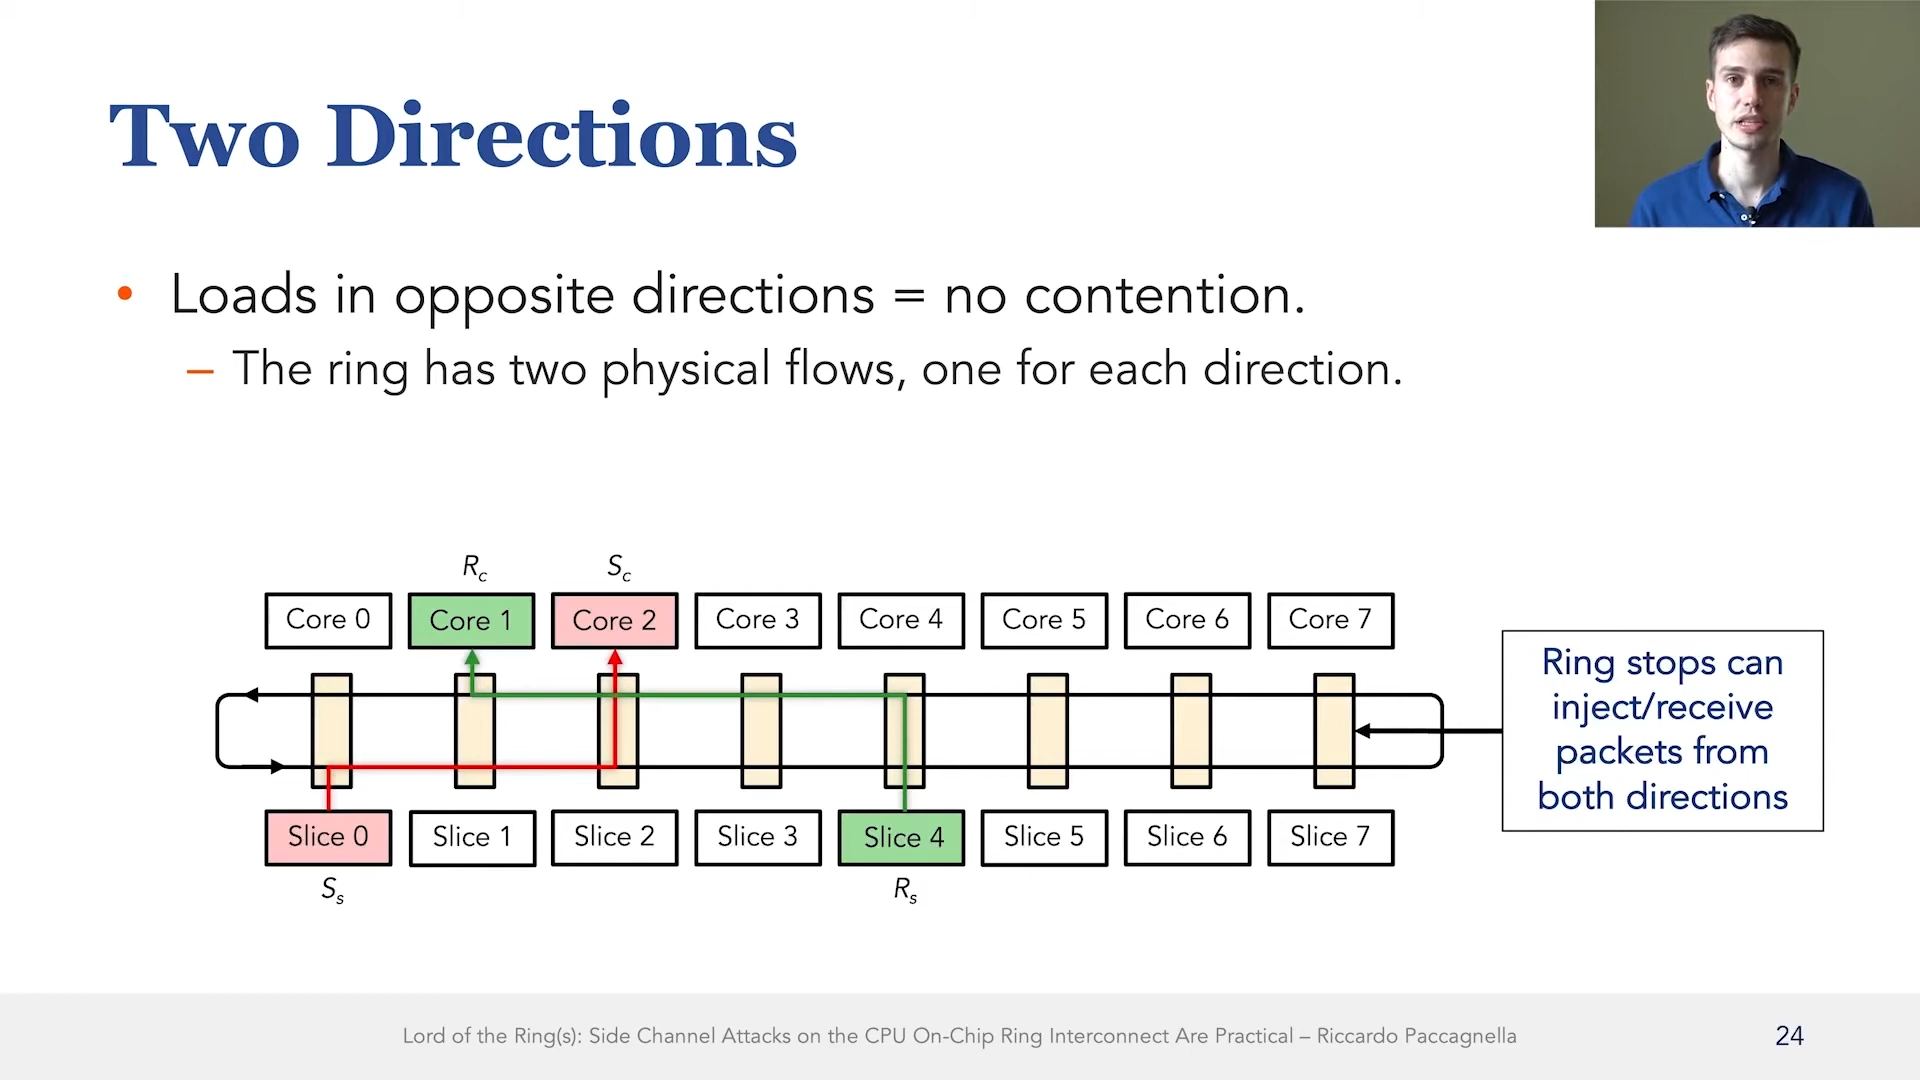 Two Directions
• Loads in opposite directions = no contention.
– The ring has two physical flows, one for each direction.
Rc Sc
Core 0 Core 1 Core 2 Core 3 Core 4 Core 5 Core 6 Core 7
Ring stops can
inject/receive
packets from
both directions
Slice 0 Slice 1 Slice 2 Slice 3 Slice 4 Slice 5 Slice 6 Slice 7
Ss Rs
Lord of the Ring(s): Side Channel Attacks on the CPU On-Chip Ring Interconnect Are Practical – Riccardo Paccagnella
24